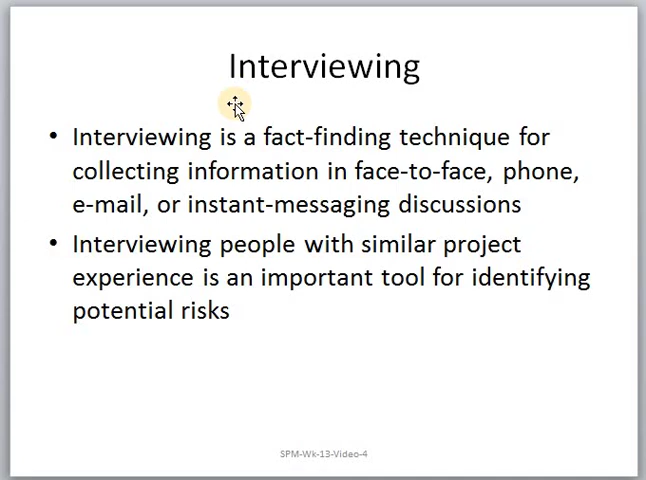 Interviewing
• Interviewing is a fact-finding technique for
collecting information in face-to-face, phone,
e-mail, or instant-messaging discussions
• Interviewing people with similar project
experience is an important tool for identifying
potential risks
SPM-Wk-13-Video-4